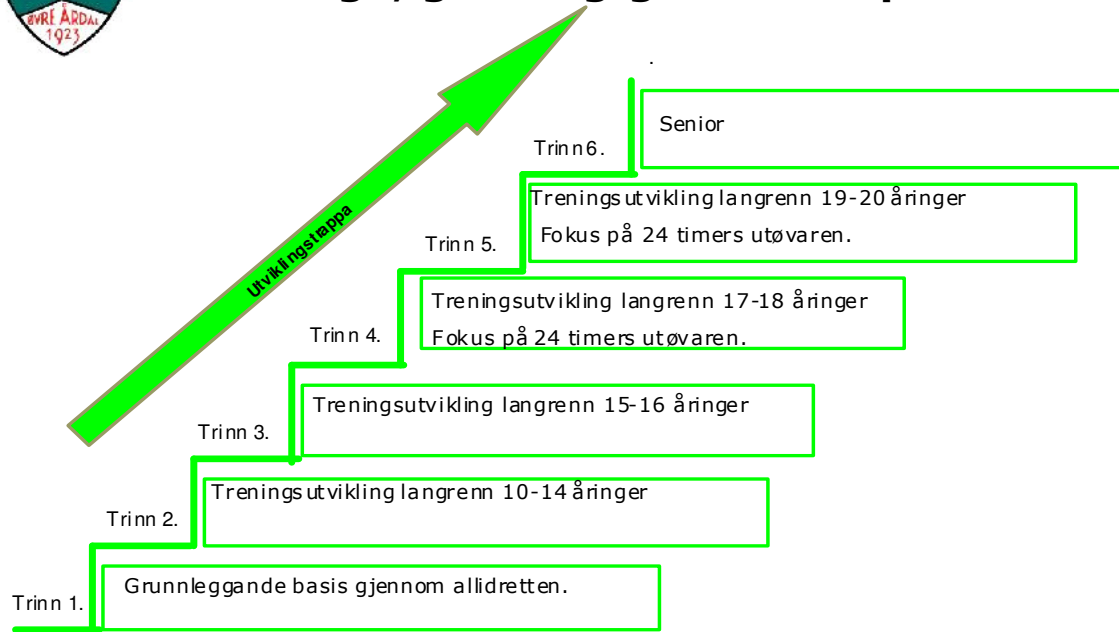 ØVRE ÅRDAL
1923
.
Senior
Trinn 6.
Treningsutvikling langrenn 19-20 åringer
Fokus på 24 timers utøvaren.
Trinn 5.
Utviklingstrappa
Treningsutvikling langrenn 17-18 åringer
Fokus på 24 timers utøvaren.
Trinn 4.
Treningsutvikling langrenn 15-16 åringer
Trinn 3.
Treningsutvikling langrenn 10-14 åringer
Trinn 2.
Grunnleggande basis gjennom allidretten.
Trinn 1.